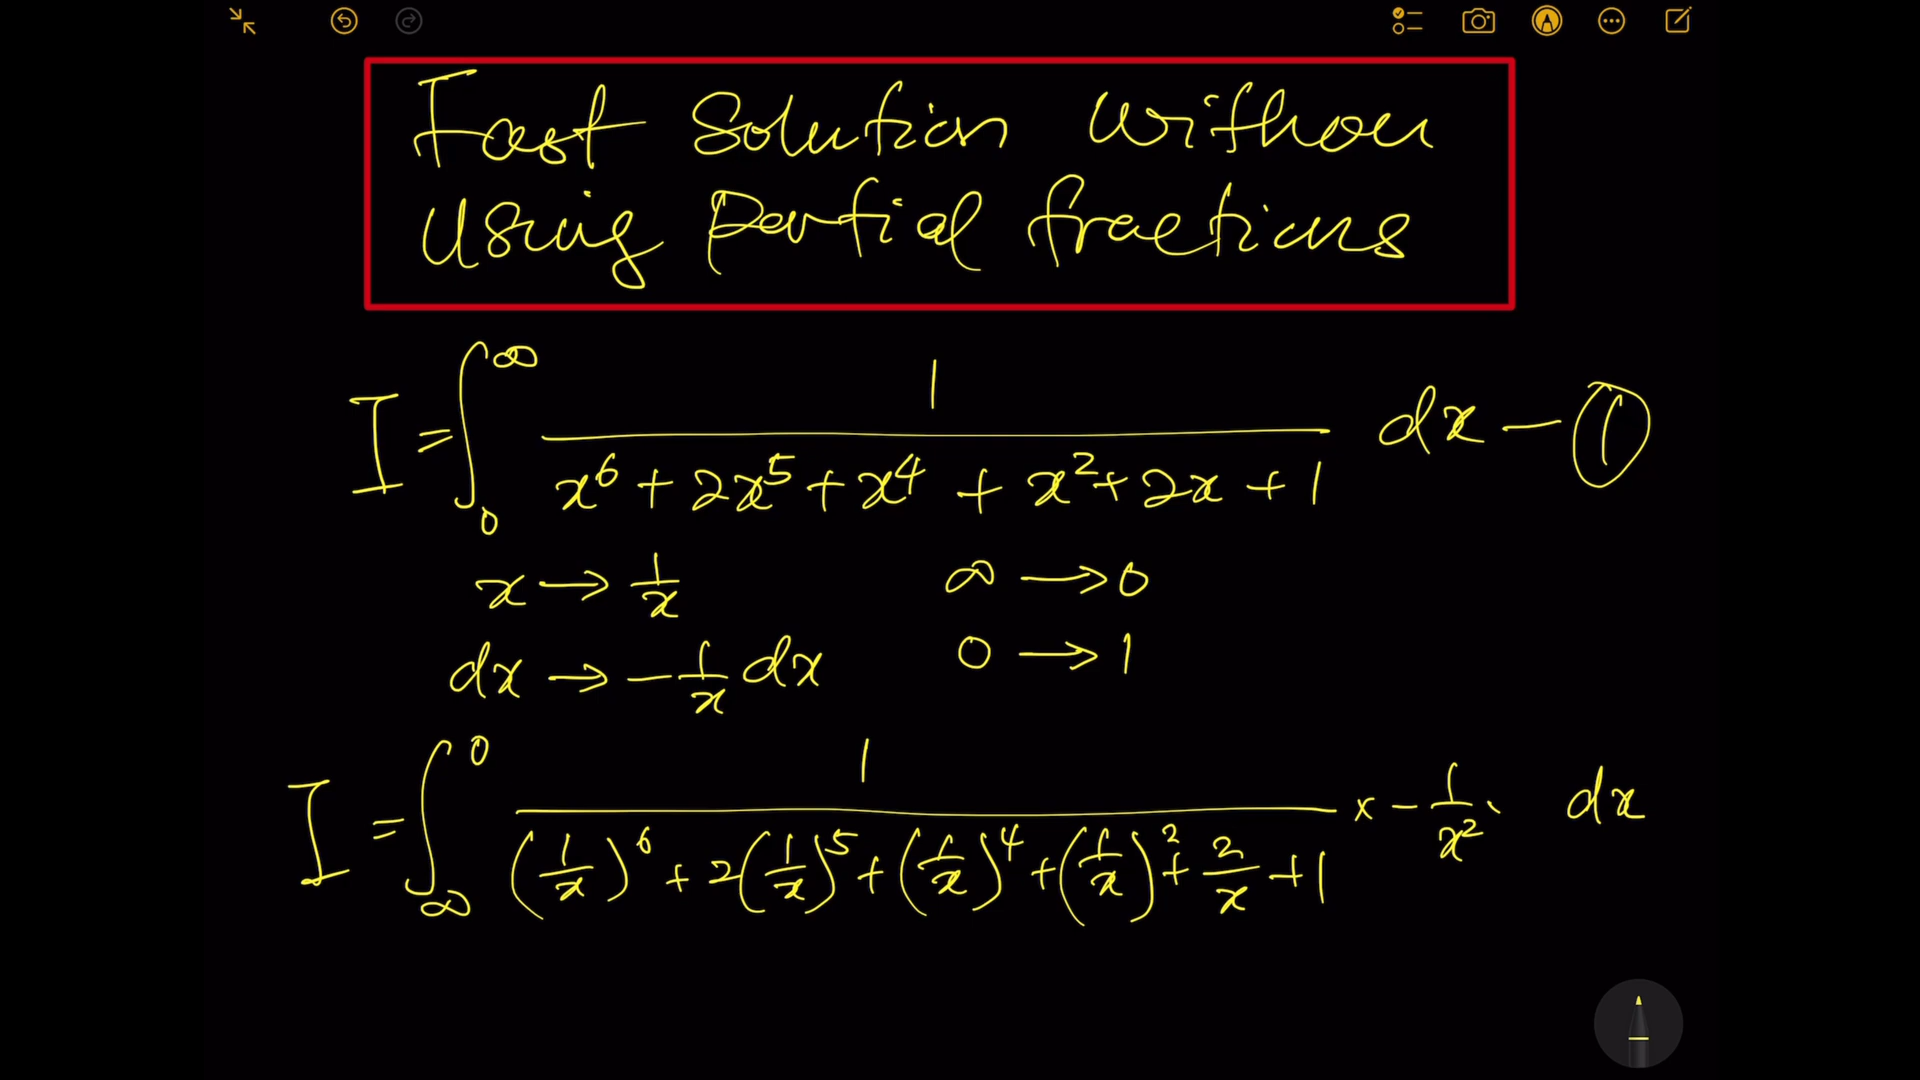 Fast Solution Withou
Using Partial fractions
I = ∫₀^∞ 1/(x⁶ + 2x⁵ + x⁴ + x² + 2x + 1) dx — ①
x → 1/x    ∞ → 0
dx → - 1/x dx    0 → 1
I = ∫_∞^0 1/((1/x)⁶ + 2(1/x)⁵ + (1/x)⁴ + (1/x)² + 2/x + 1) × - 1/x² · dx